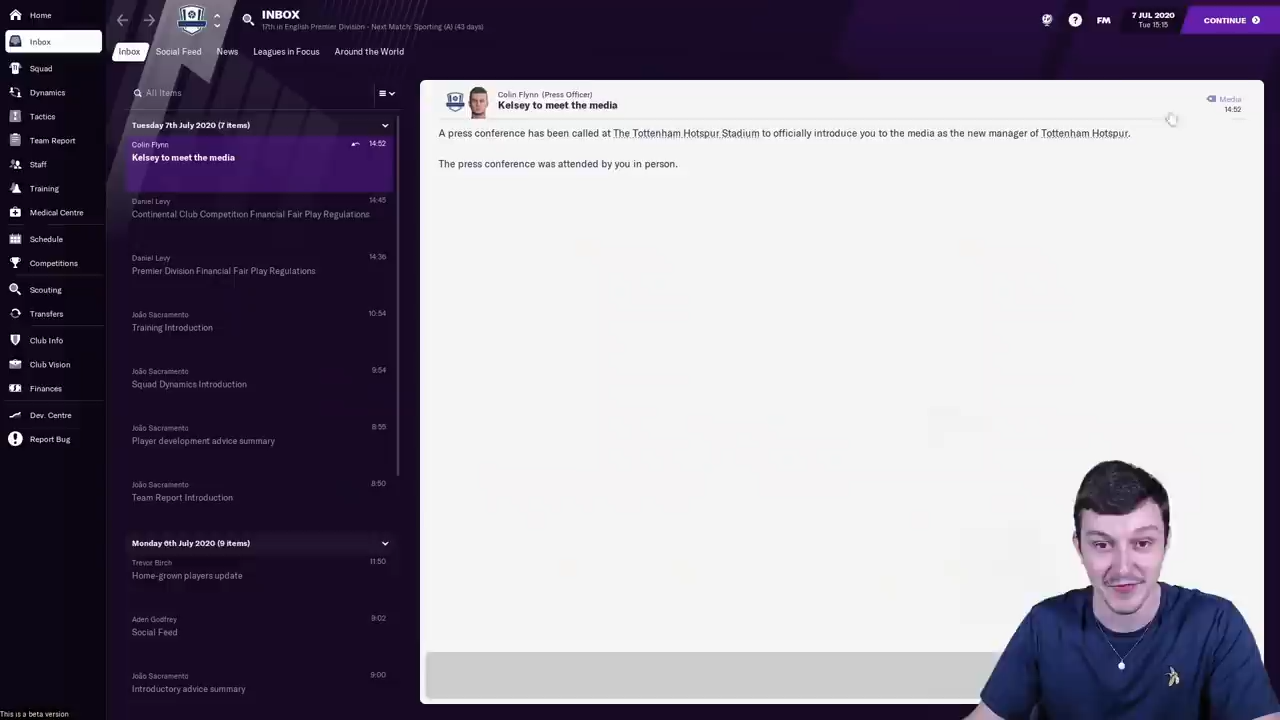 Home
Inbox
Squad
Dynamics
Tactics
Team Report
Staff
Training
Medical Centre
Schedule
Competitions
Scouting
Transfers
Club Info
Club Vision
Finances
Dev. Centre
Report Bug
This is a beta version
INBOX
17th in English Premier Division - Next Match: Sporting (A) (43 days)
FM
7 JUL 2020
Tue 15:15
CONTINUE
Inbox
Social Feed
News
Leagues in Focus
Around the World
All Items
Tuesday 7th July 2020 (7 items)
Colin Flynn
14:52
Kelsey to meet the media
Daniel Levy
14:45
Continental Club Competition Financial Fair Play Regulations
Daniel Levy
14:36
Premier Division Financial Fair Play Regulations
João Sacramento
10:54
Training Introduction
João Sacramento
9:54
Squad Dynamics Introduction
João Sacramento
8:55
Player development advice summary
João Sacramento
8:50
Team Report Introduction
Monday 6th July 2020 (9 items)
Trevor Birch
11:50
Home-grown players update
Aden Godfrey
9:02
Social Feed
João Sacramento
9:00
Introductory advice summary
Colin Flynn (Press Officer)
Kelsey to meet the media
Media
14:52
A press conference has been called at The Tottenham Hotspur Stadium to officially introduce you to the media as the new manager of Tottenham Hotspur.
The press conference was attended by you in person.